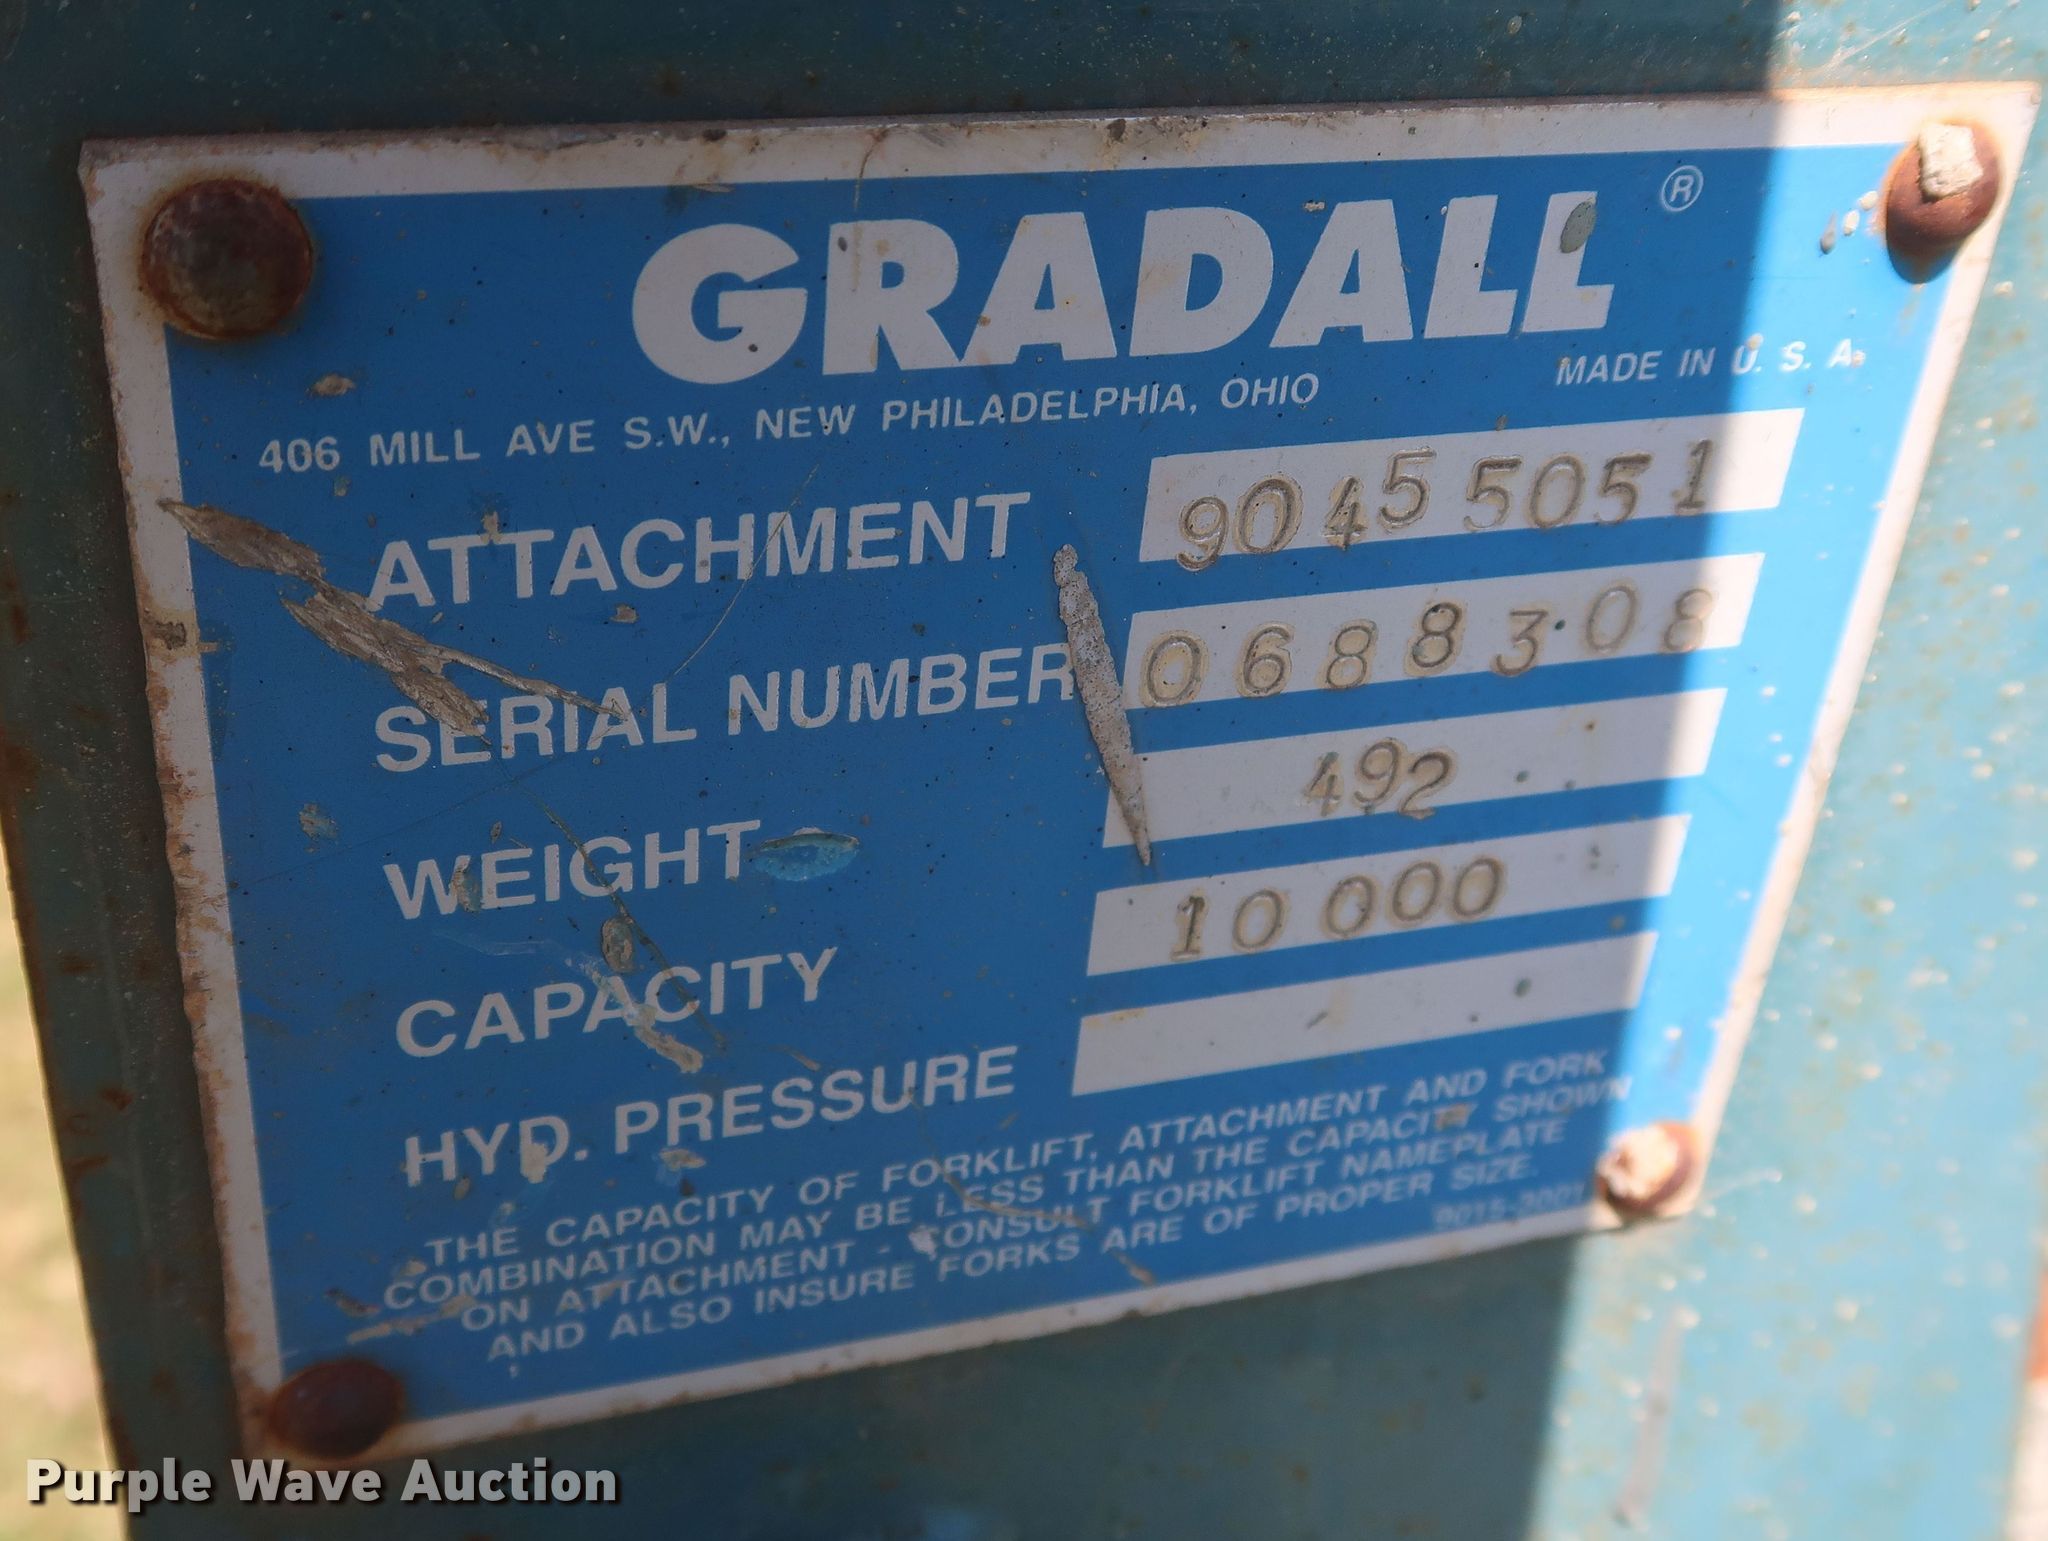 GRADALL ®
406 MILL AVE S.W., NEW PHILADELPHIA, OHIO MADE IN U. S. A.
ATTACHMENT 90455051
SERIAL NUMBER 0688308
WEIGHT 492
CAPACITY 10000
HYD. PRESSURE
THE CAPACITY OF FORKLIFT, ATTACHMENT AND FORK
COMBINATION MAY BE LESS THAN THE CAPACITY SHOWN
ON ATTACHMENT - CONSULT FORKLIFT NAMEPLATE
AND ALSO INSURE FORKS ARE OF PROPER SIZE.
Purple Wave Auction